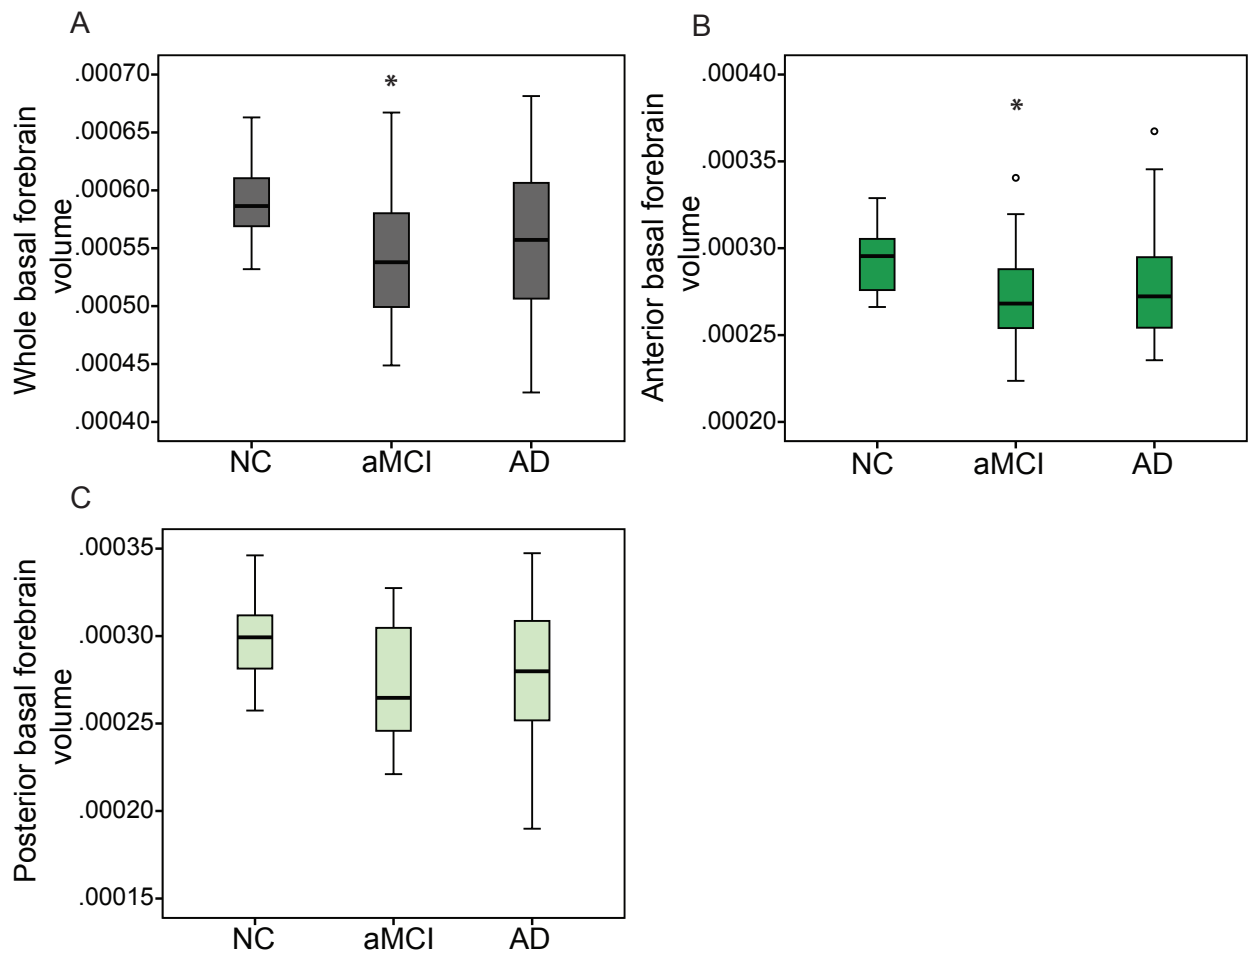 A
Whole basal forebrain
volume
.00070
.00065
.00060
.00055
.00050
.00045
.00040
*
NC
aMCI
AD
B
Anterior basal forebrain
volume
.00040
.00035
.00030
.00025
.00020
*
NC
aMCI
AD
C
Posterior basal forebrain
volume
.00035
.00030
.00025
.00020
.00015
NC
aMCI
AD